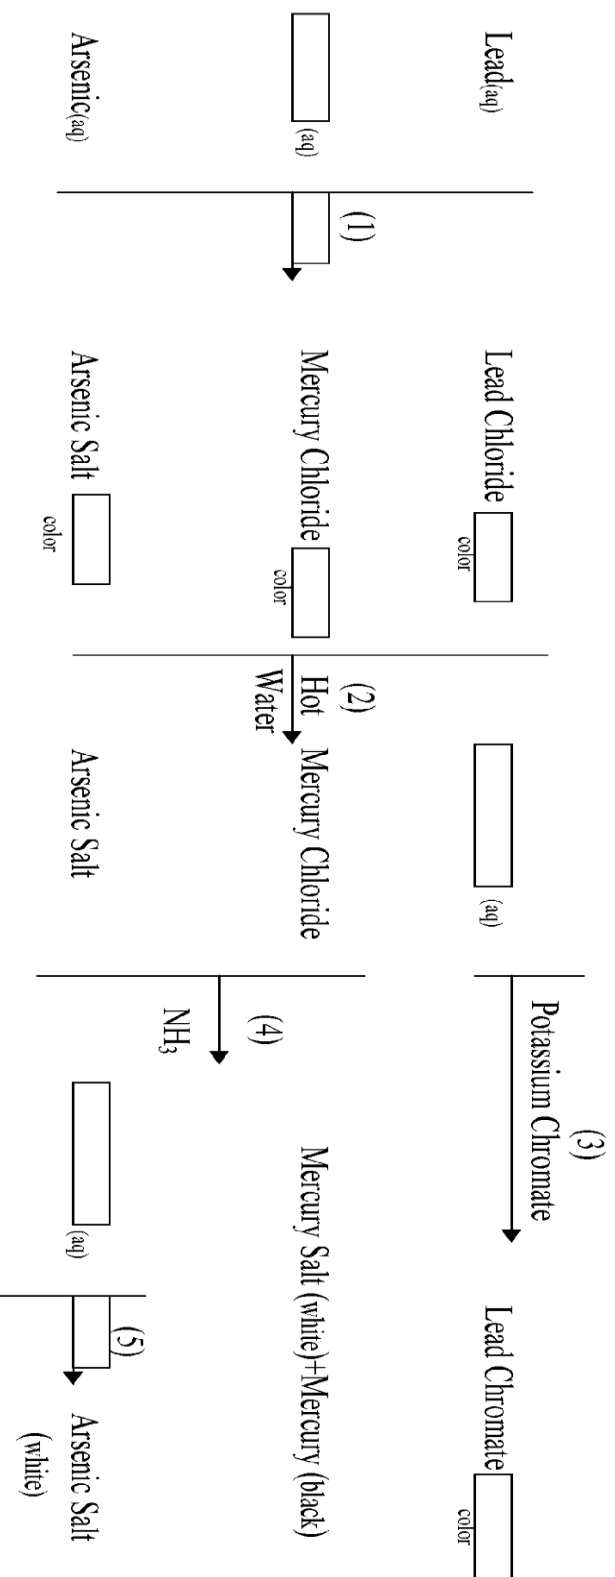 Lead(aq)
(aq)
Arsenic(aq)
(1)
Lead Chloride
color
Mercury Chloride
color
Arsenic Salt
color
(2)
Hot
Water
(aq)
Mercury Chloride
Arsenic Salt
(3)
Potassium Chromate
(4)
NH₃
Lead Chromate
color
Mercury Salt (white)+Mercury (black)
(aq)
(5)
Arsenic Salt
(white)